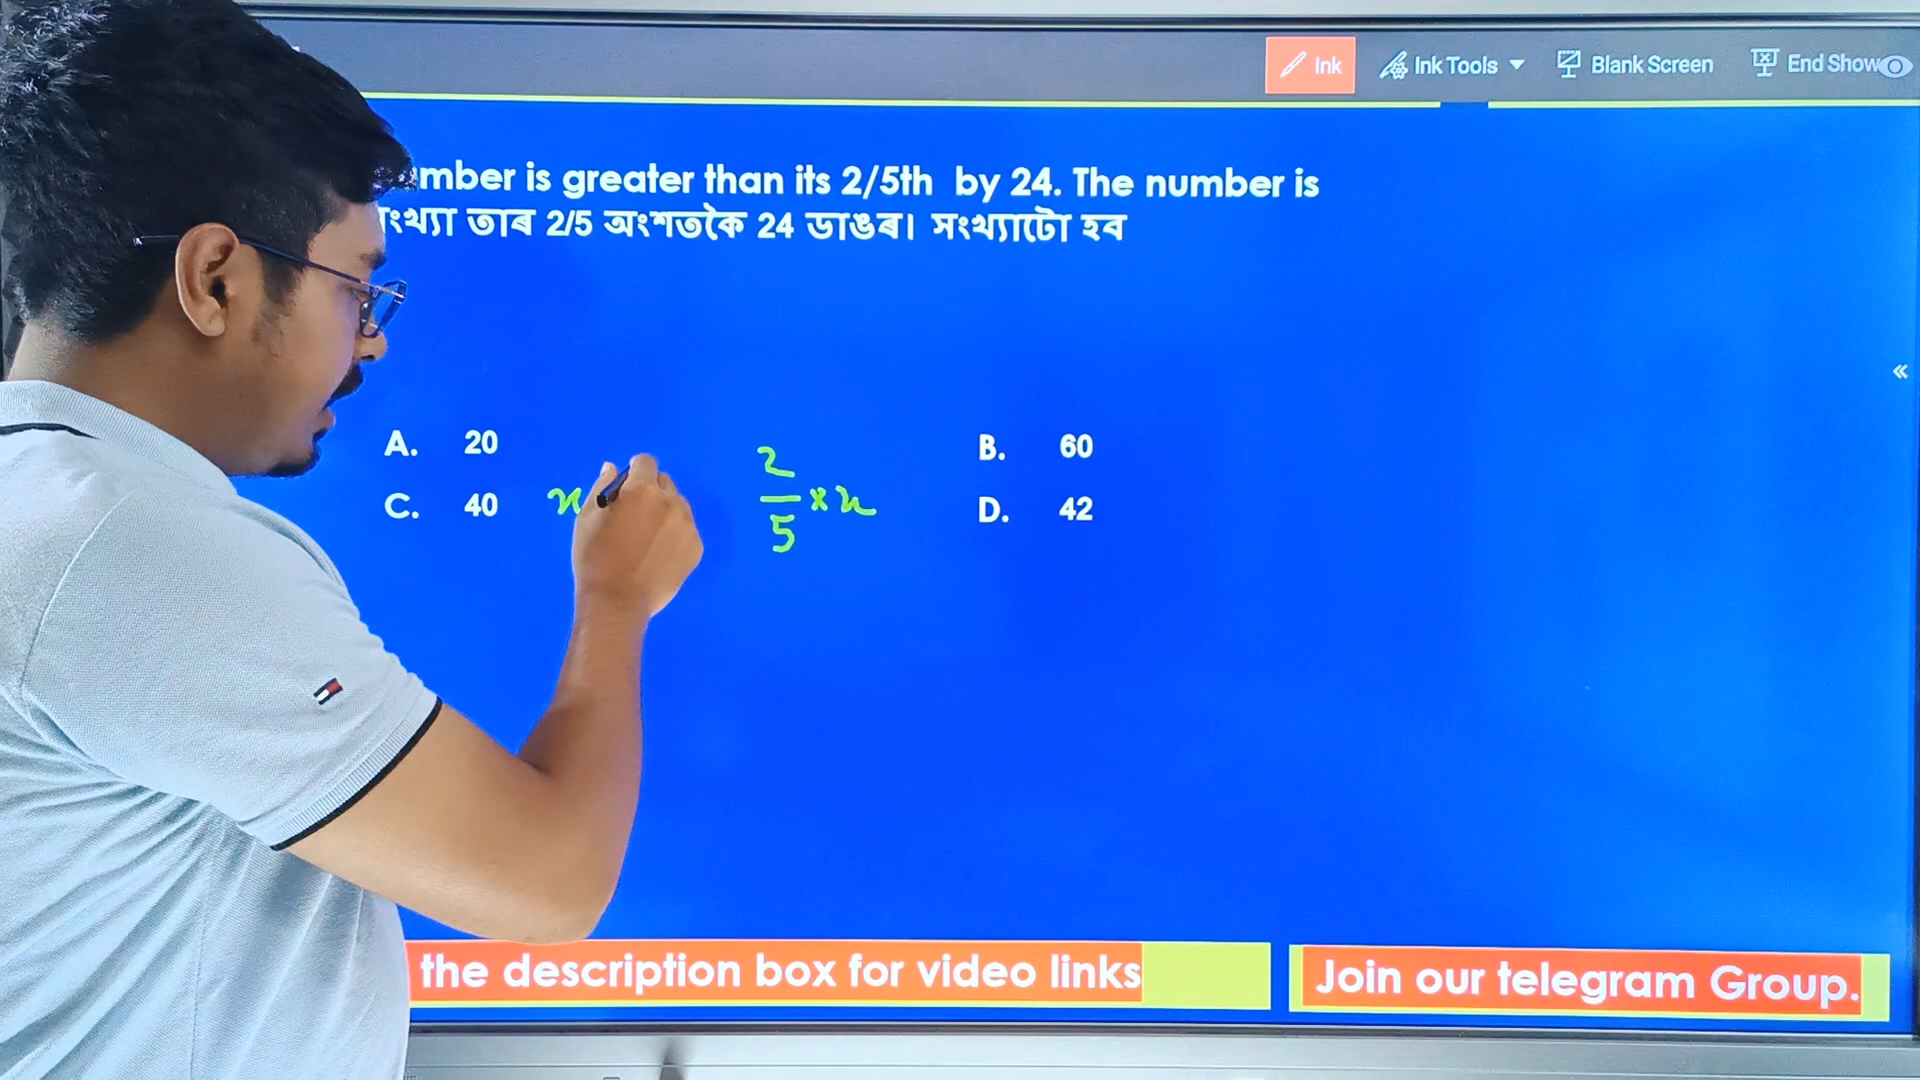 Ink Ink Tools Blank Screen End Show
is greater than its 2/5th by 24. The number is
তাৰ 2/5 অংশতকৈ 24 ডাঙৰ। সংখ্যাটো হব
A. 20
B. 60
C. 40
D. 42
x
2/5 × x
the description box for video links
Join our telegram Group.